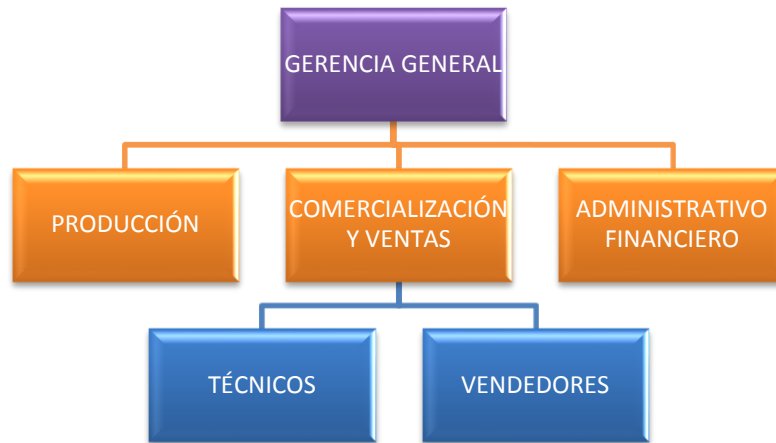 GERENCIA GENERAL
PRODUCCIÓN
COMERCIALIZACIÓN
Y VENTAS
ADMINISTRATIVO
FINANCIERO
TÉCNICOS
VENDEDORES